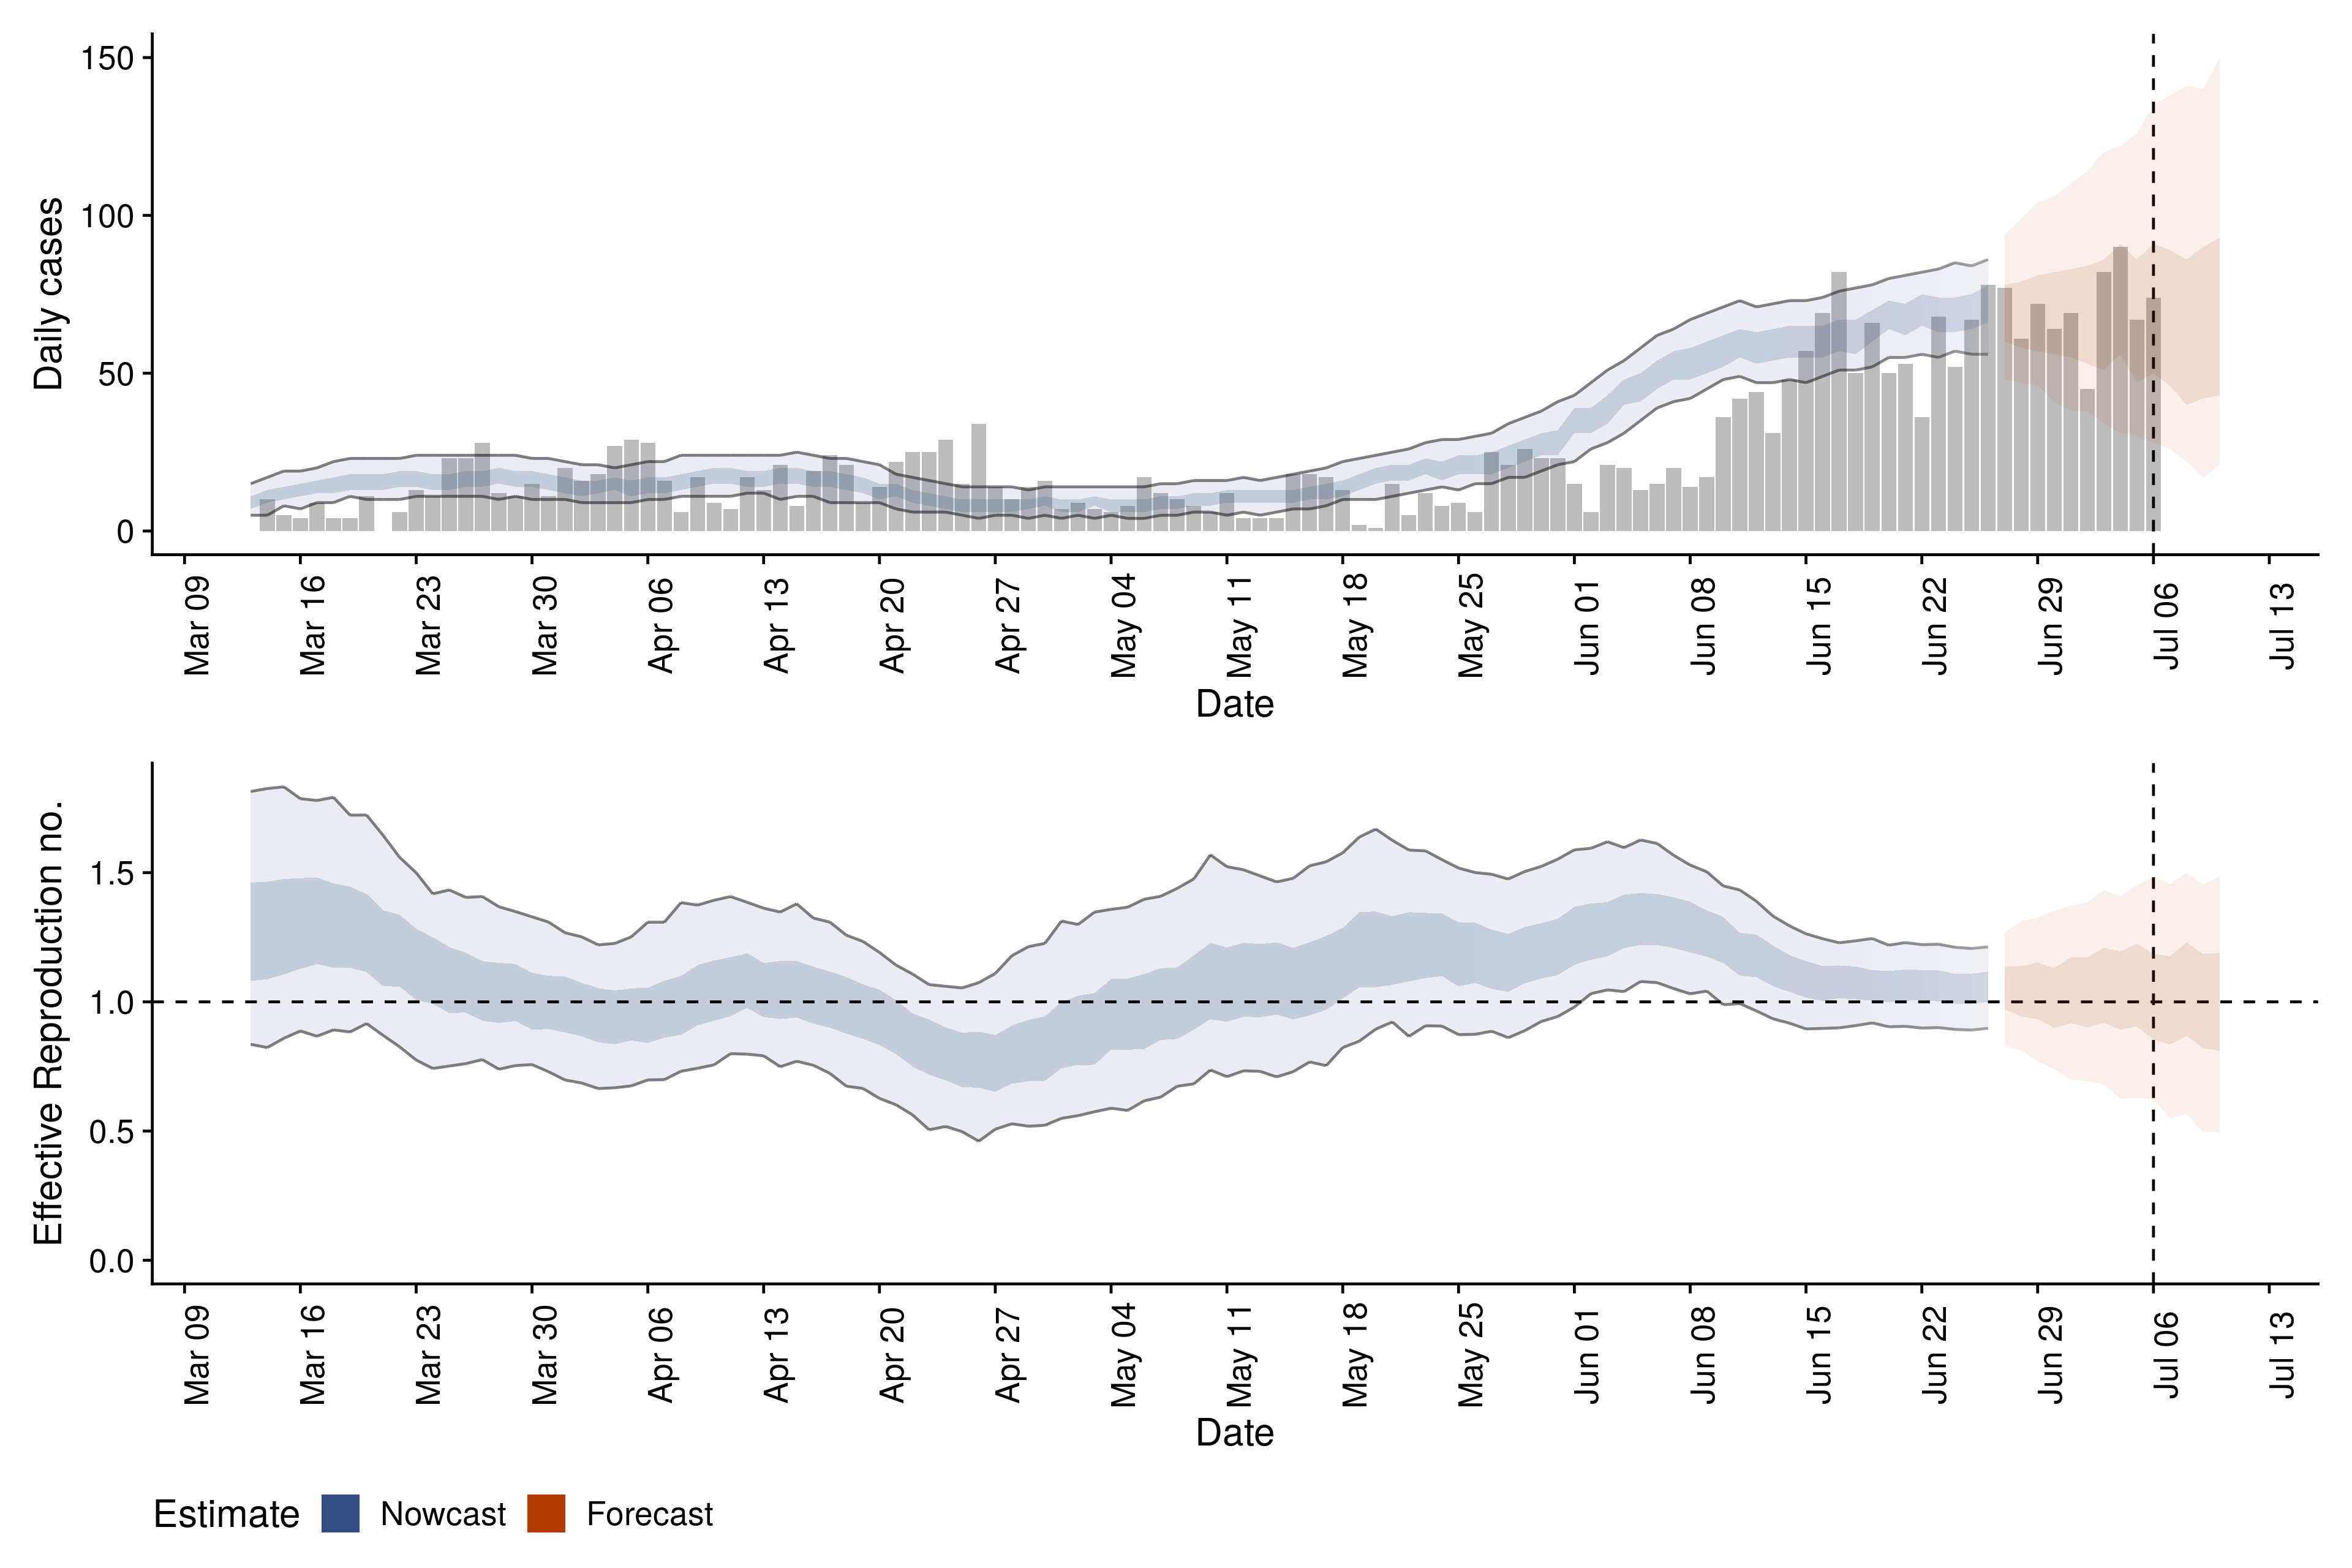 150
100
50
0
Daily cases
Mar 09
Mar 16
Mar 23
Mar 30
Apr 06
Apr 13
Apr 20
Apr 27
May 04
May 11
May 18
May 25
Jun 01
Jun 08
Jun 15
Jun 22
Jun 29
Jul 06
Jul 13
Date
1.5
1.0
0.5
0.0
Effective Reproduction no.
Mar 09
Mar 16
Mar 23
Mar 30
Apr 06
Apr 13
Apr 20
Apr 27
May 04
May 11
May 18
May 25
Jun 01
Jun 08
Jun 15
Jun 22
Jun 29
Jul 06
Jul 13
Date
Estimate Nowcast Forecast